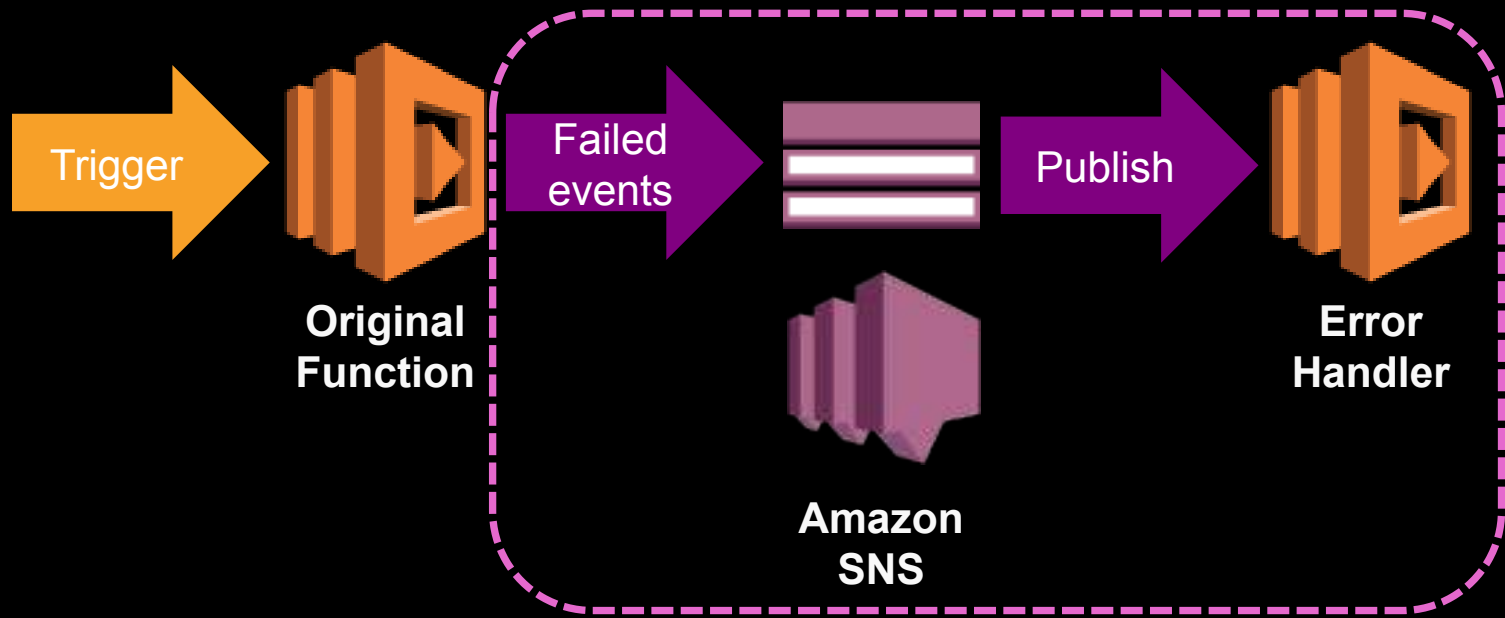 Trigger
Original
Function
Failed
events
Amazon
SNS
Publish
Error
Handler